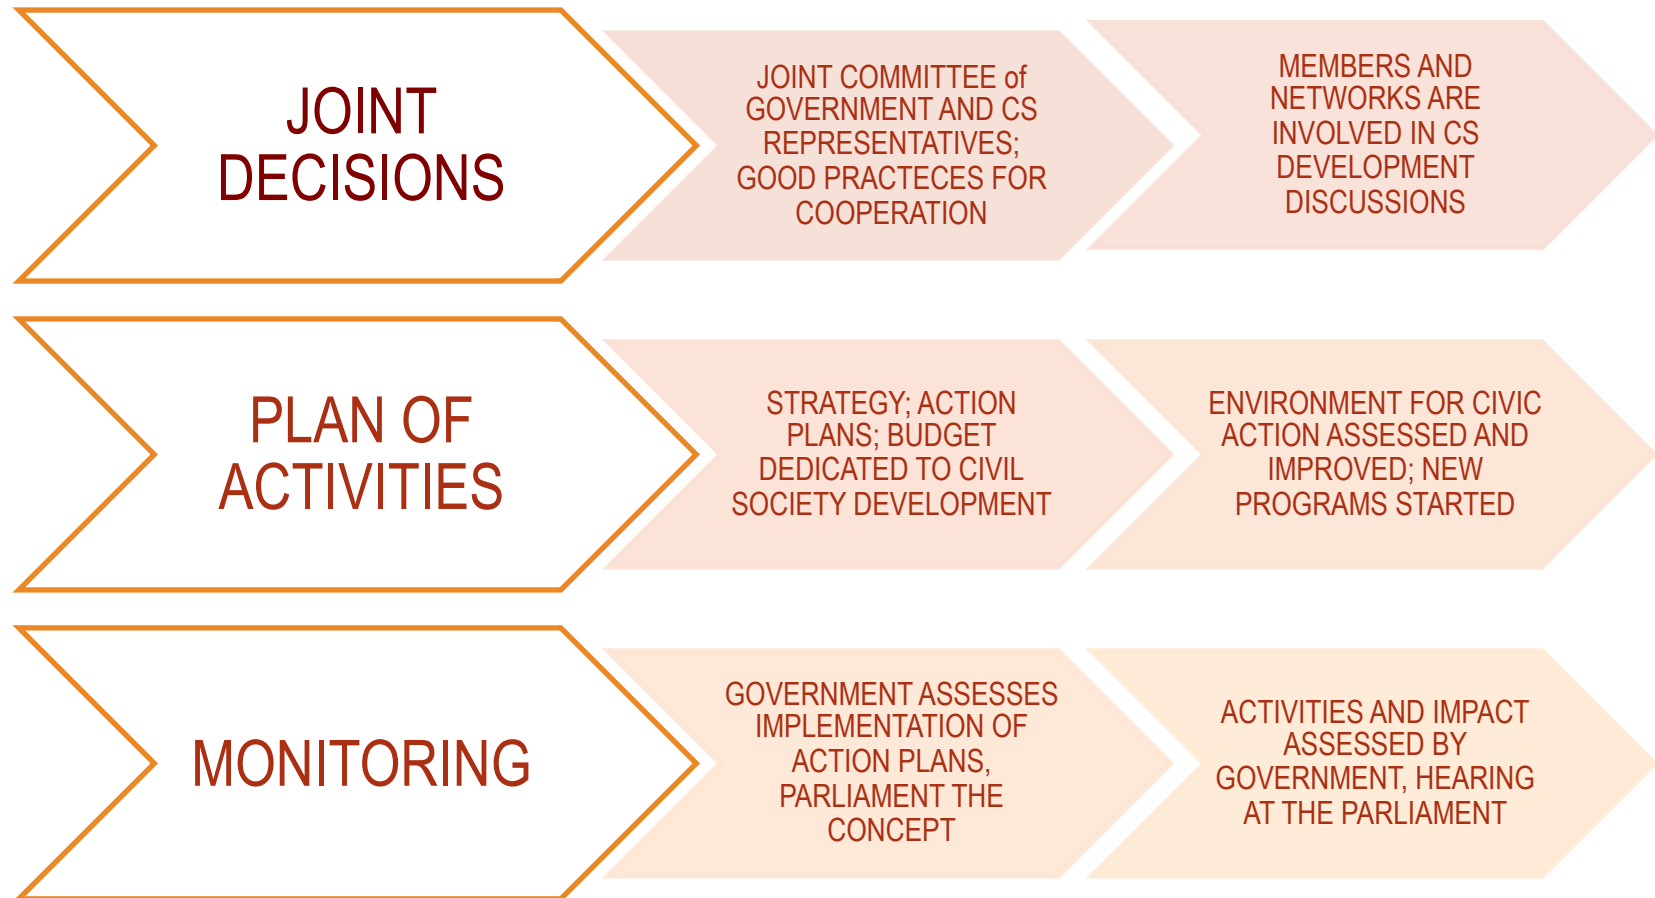 JOINT
DECISIONS
JOINT COMMITTEE of
GOVERNMENT AND CS
REPRESENTATIVES;
GOOD PRACTECES FOR
COOPERATION
MEMBERS AND
NETWORKS ARE
INVOLVED IN CS
DEVELOPMENT
DISCUSSIONS
PLAN OF
ACTIVITIES
STRATEGY; ACTION
PLANS; BUDGET
DEDICATED TO CIVIL
SOCIETY DEVELOPMENT
ENVIRONMENT FOR CIVIC
ACTION ASSESSED AND
IMPROVED; NEW
PROGRAMS STARTED
MONITORING
GOVERNMENT ASSESSES
IMPLEMENTATION OF
ACTION PLANS,
PARLIAMENT THE
CONCEPT
ACTIVITIES AND IMPACT
ASSESSED BY
GOVERNMENT, HEARING
AT THE PARLIAMENT